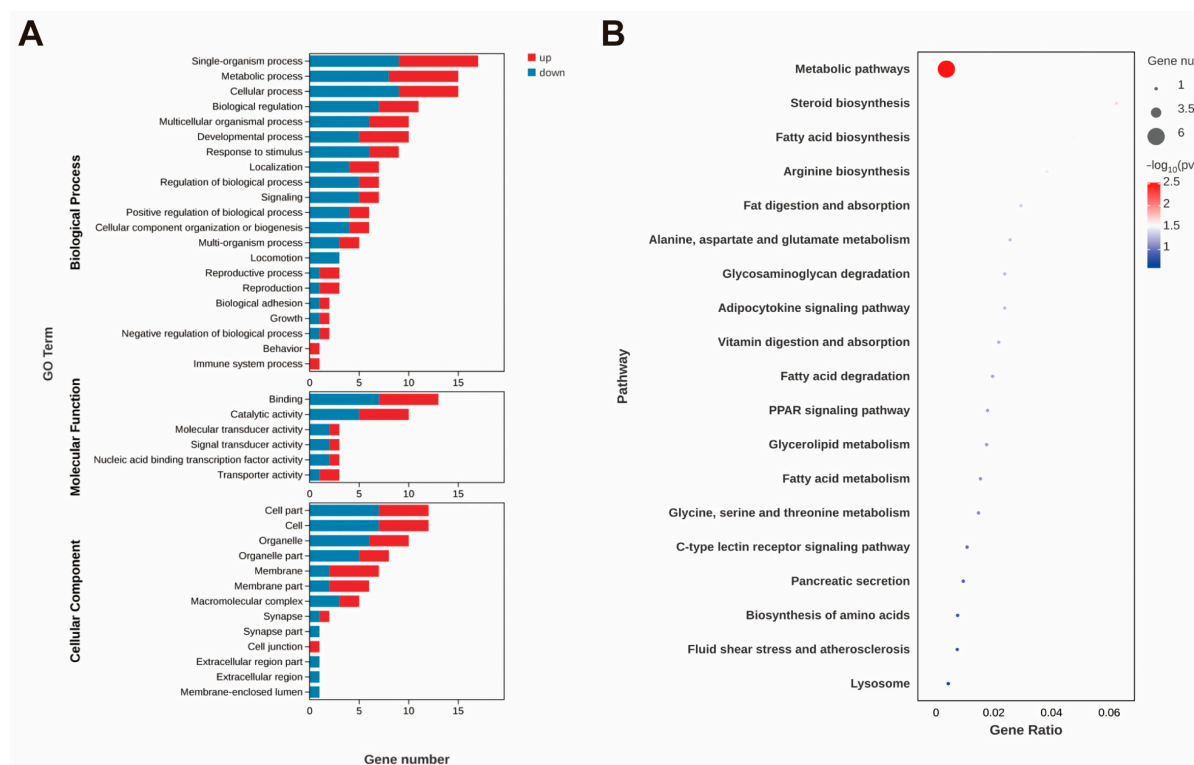 A
B
up
down
GO Term
Biological Process
Single-organism process
Metabolic process
Cellular process
Biological regulation
Multicellular organismal process
Developmental process
Response to stimulus
Localization
Regulation of biological process
Signaling
Positive regulation of biological process
Cellular component organization or biogenesis
Multi-organism process
Locomotion
Reproductive process
Reproduction
Biological adhesion
Growth
Negative regulation of biological process
Behavior
Immune system process
0 5 10 15
Molecular Function
Binding
Catalytic activity
Molecular transducer activity
Signal transducer activity
Nucleic acid binding transcription factor activity
Transporter activity
0 5 10 15
Cellular Component
Cell part
Cell
Organelle
Organelle part
Membrane
Membrane part
Macromolecular complex
Synapse
Synapse part
Cell junction
Extracellular region part
Extracellular region
Membrane-enclosed lumen
0 5 10 15
Gene number
Pathway
Metabolic pathways
Steroid biosynthesis
Fatty acid biosynthesis
Arginine biosynthesis
Fat digestion and absorption
Alanine, aspartate and glutamate metabolism
Glycosaminoglycan degradation
Adipocytokine signaling pathway
Vitamin digestion and absorption
Fatty acid degradation
PPAR signaling pathway
Glycerolipid metabolism
Fatty acid metabolism
Glycine, serine and threonine metabolism
C-type lectin receptor signaling pathway
Pancreatic secretion
Biosynthesis of amino acids
Fluid shear stress and atherosclerosis
Lysosome
0 0.02 0.04 0.06
Gene Ratio
Gene nu
1
3.5
6
-log10(pv
2.5
2
1.5
1